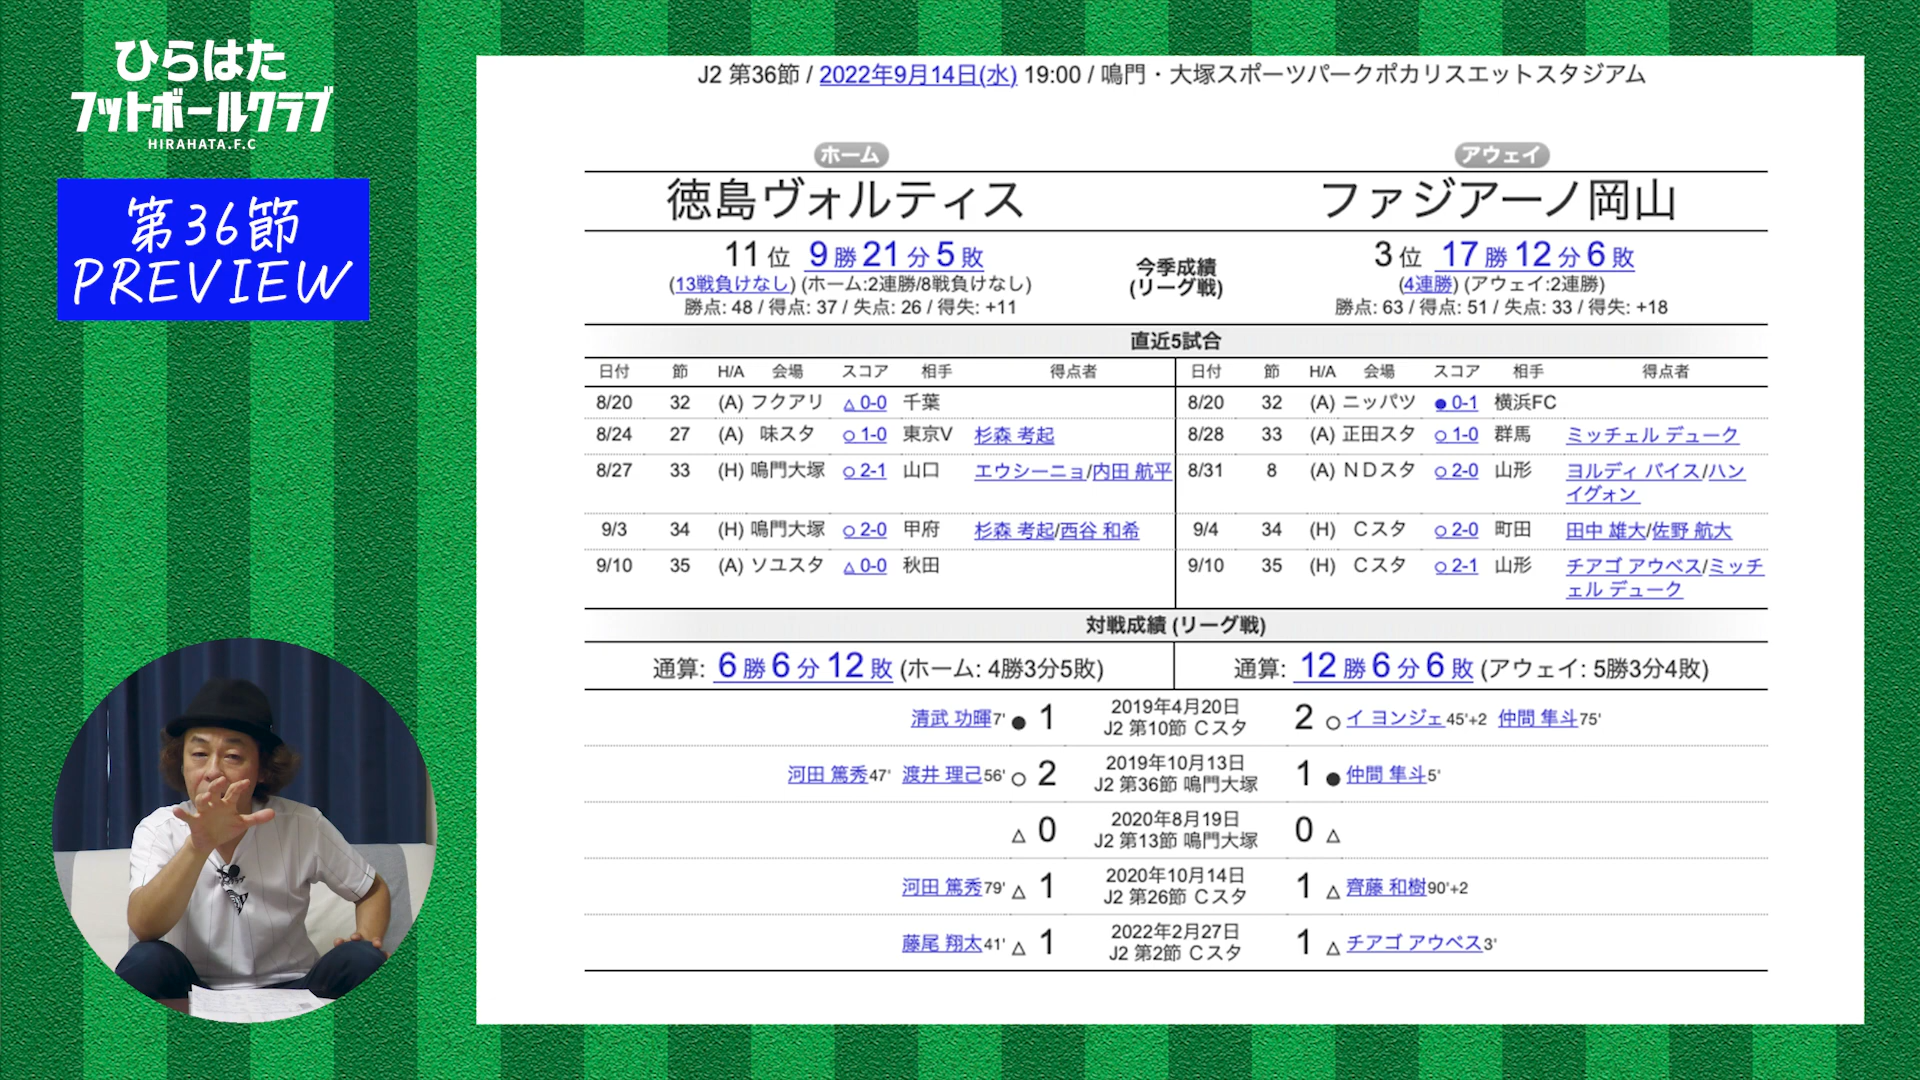 ひらはた
フットボールクラブ
HIRAHATA.F.C
第36節
PREVIEW
J2 第36節 / 2022年9月14日(水) 19:00 / 鳴門・大塚スポーツパークポカリスエットスタジアム
ホーム アウェイ
徳島ヴォルティス ファジアーノ岡山
11 位 9 勝 21 分 5 敗 今季成績 3 位 17 勝 12 分 6 敗
(13戦負けなし) (ホーム:2連勝/8戦負けなし) (リーグ戦) (4連勝) (アウェイ:2連勝)
勝点: 48 / 得点: 37 / 失点: 26 / 得失: +11 勝点: 63 / 得点: 51 / 失点: 33 / 得失: +18
直近5試合
日付 節 H/A 会場 スコア 相手 得点者 日付 節 H/A 会場 スコア 相手 得点者
8/20 32 (A) フクアリ △ 0-0 千葉 8/20 32 (A) ニッパツ ● 0-1 横浜FC
8/24 27 (A) 味スタ ○ 1-0 東京V 杉森 考起 8/28 33 (A) 正田スタ ○ 1-0 群馬 ミッチェル デューク
8/27 33 (H) 鳴門大塚 ○ 2-1 山口 エウシーニョ/内田 航平 8/31 8 (A) NDスタ ○ 2-0 山形 ヨルディ バイス/ハン
イグォン
9/3 34 (H) 鳴門大塚 ○ 2-0 甲府 杉森 考起/西谷 和希 9/4 34 (H) Cスタ ○ 2-0 町田 田中 雄大/佐野 航大
9/10 35 (A) ソユスタ △ 0-0 秋田 9/10 35 (H) Cスタ ○ 2-1 山形 チアゴ アウベス/ミッチ
ェル デューク
対戦成績 (リーグ戦)
通算: 6 勝 6 分 12 敗 (ホーム: 4勝3分5敗) 通算: 12 勝 6 分 6 敗 (アウェイ: 5勝3分4敗)
清武 功暉7' ● 1 2019年4月20日 2 ○ イ ヨンジェ45'+2 仲間 隼斗75'
J2 第10節 Cスタ
河田 篤秀47' 渡井 理己56' ○ 2 2019年10月13日 1 ● 仲間 隼斗5'
J2 第36節 鳴門大塚
△ 0 2020年8月19日 0 △
J2 第13節 鳴門大塚
河田 篤秀79' △ 1 2020年10月14日 1 △ 齊藤 和樹90'+2
J2 第26節 Cスタ
藤尾 翔太41' △ 1 2022年2月27日 1 △ チアゴ アウベス3'
J2 第2節 Cスタ